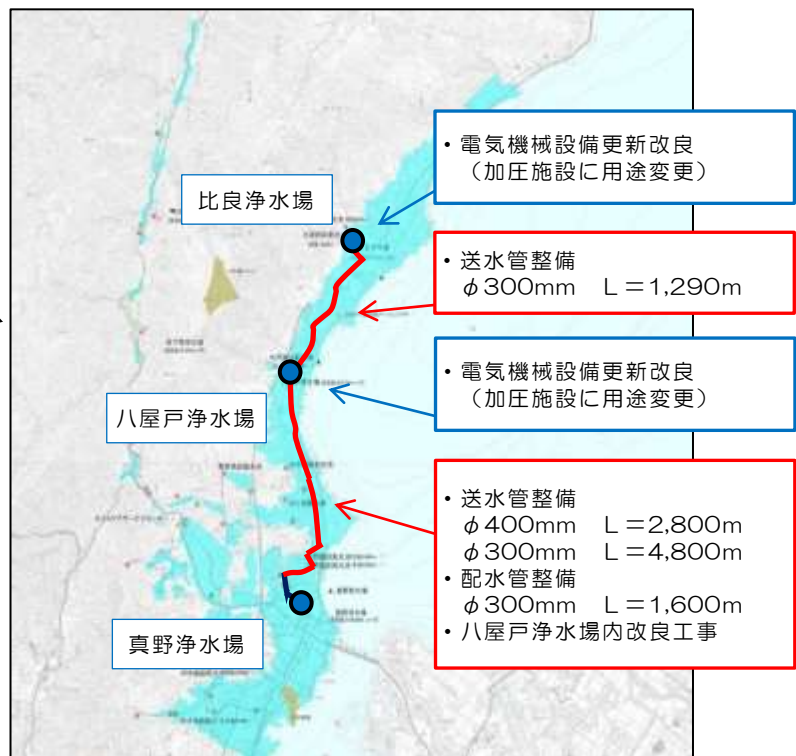 ・電気機械設備更新改良
（加圧施設に用途変更）
比良浄水場
・送水管整備
φ300mm　L＝1,290m
・電気機械設備更新改良
（加圧施設に用途変更）
八屋戸浄水場
・送水管整備
φ400mm　L＝2,800m
φ300mm　L＝4,800m
・配水管整備
φ300mm　L＝1,600m
・八屋戸浄水場内改良工事
真野浄水場